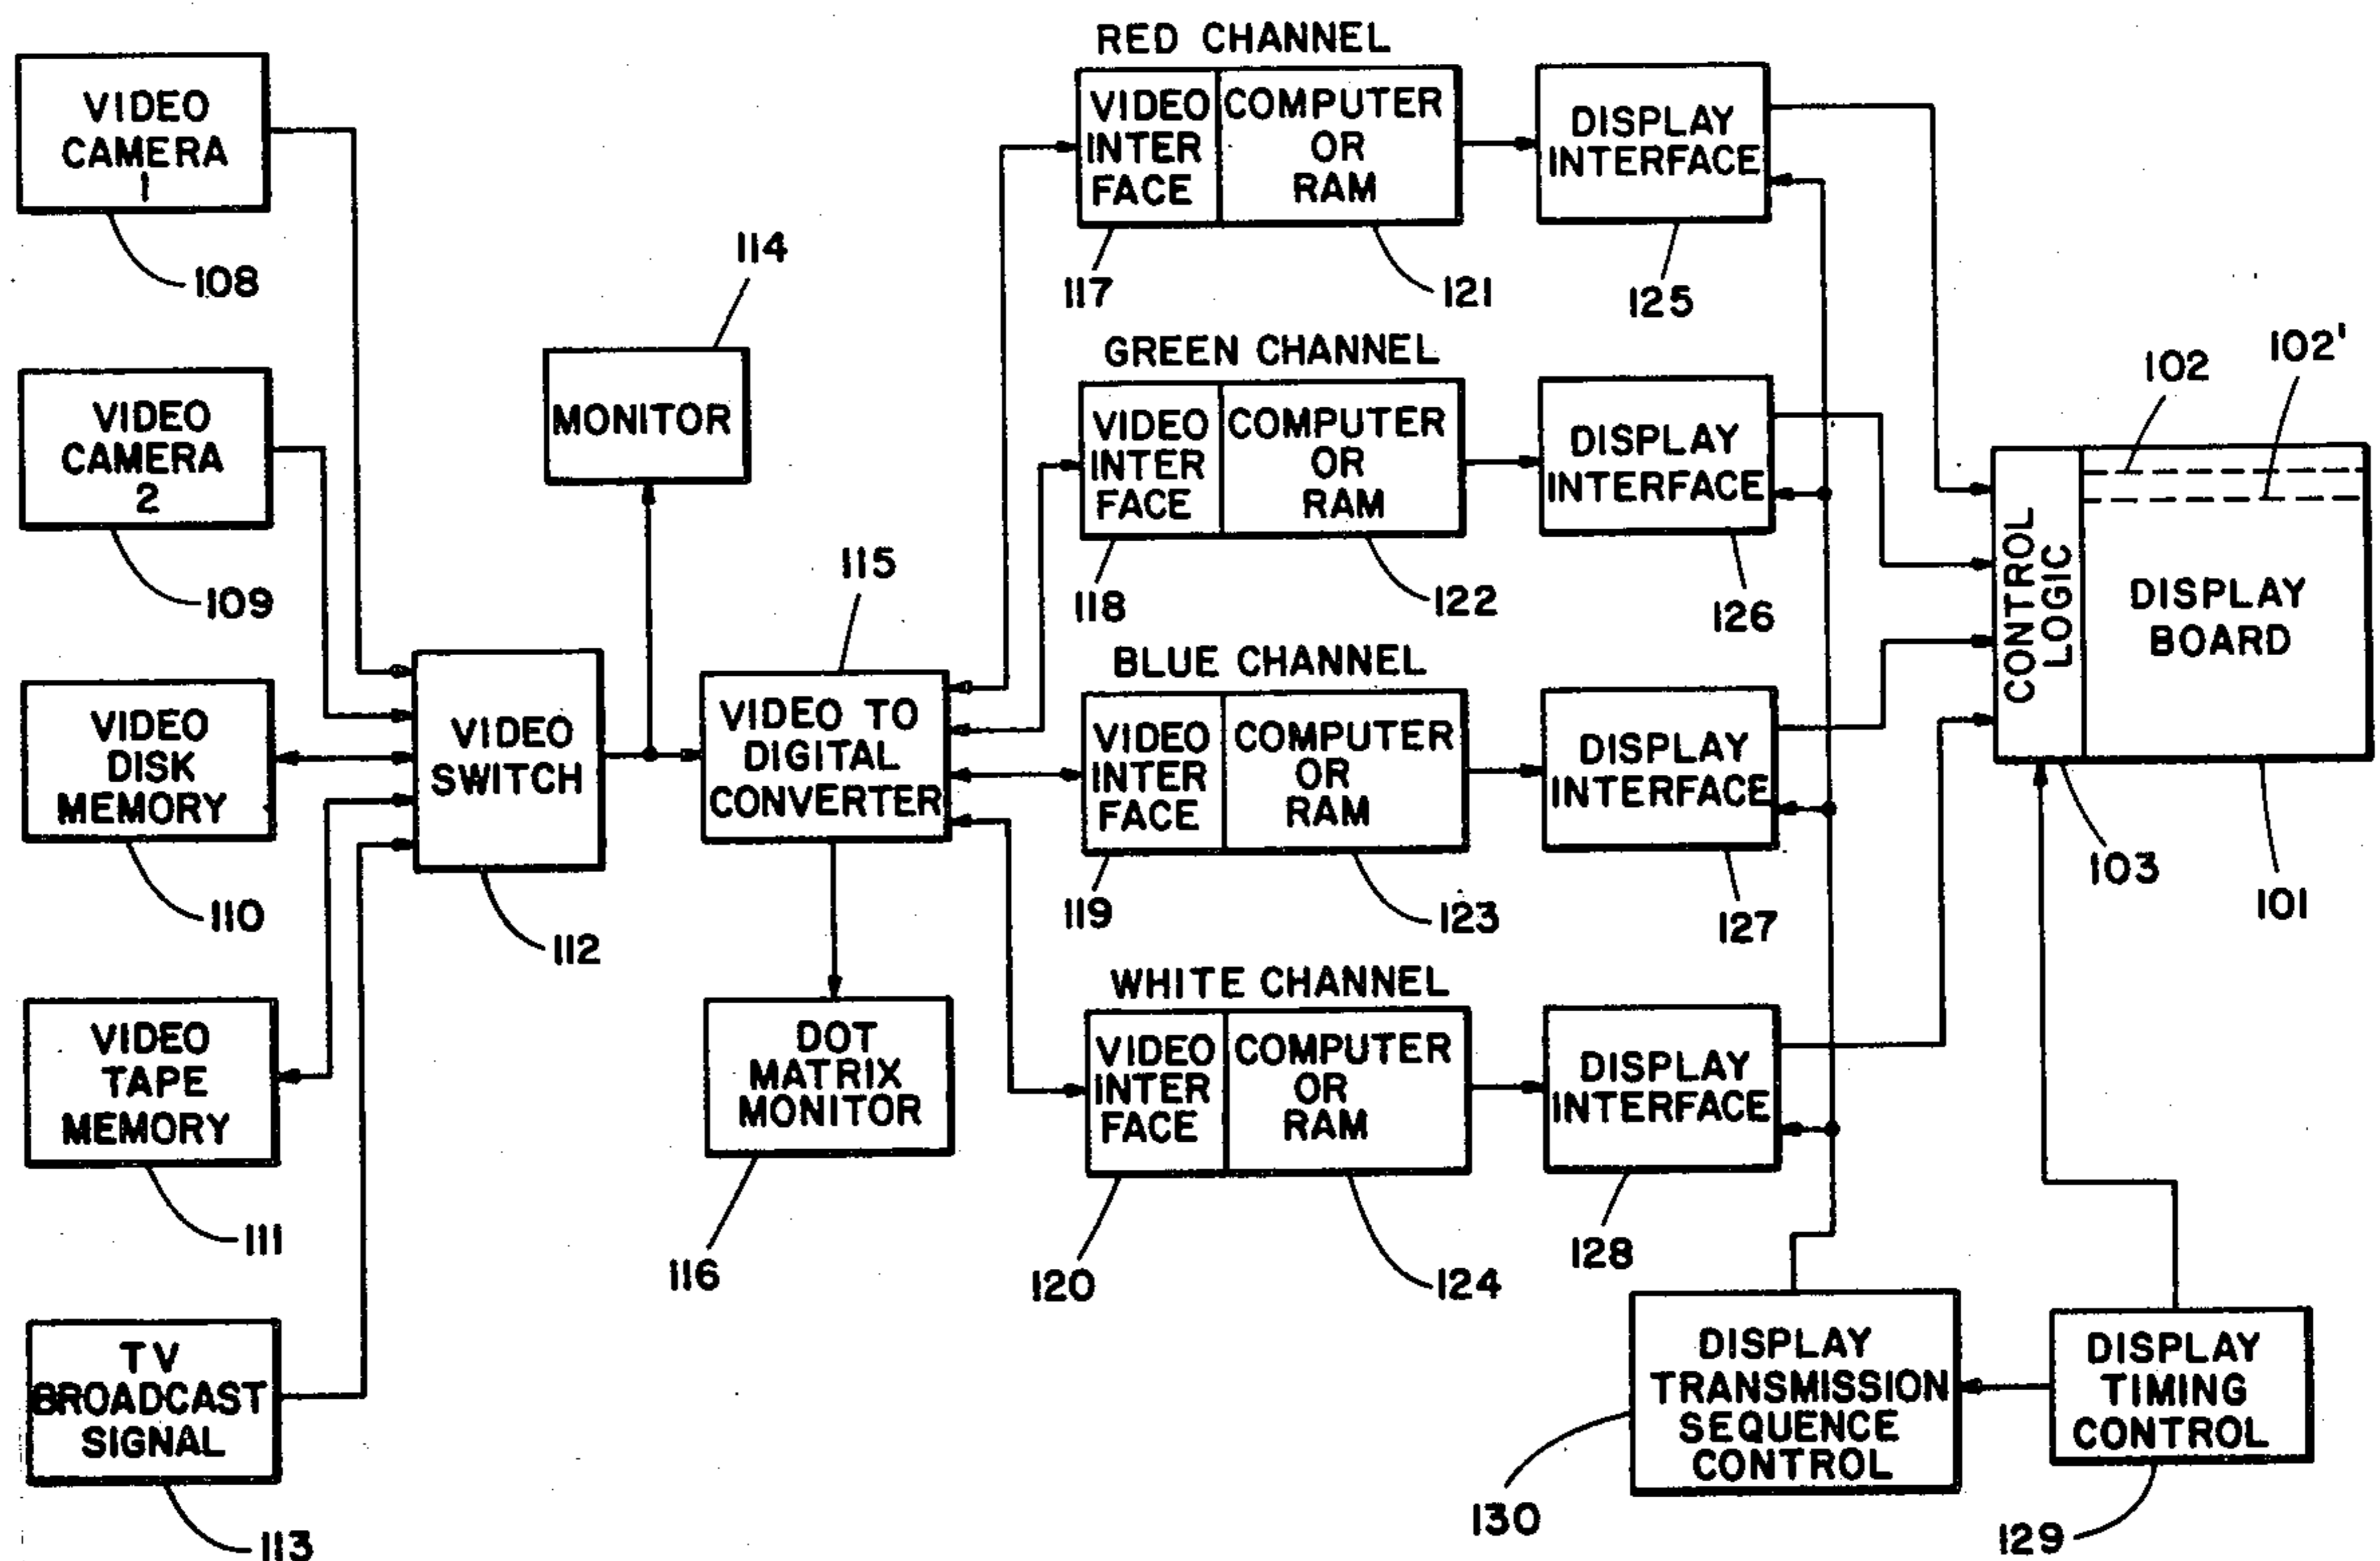 VIDEO
CAMERA
1
108
VIDEO
CAMERA
2
109
VIDEO
DISK
MEMORY
110
VIDEO
TAPE
MEMORY
111
TV
BROADCAST
SIGNAL
113
VIDEO
SWITCH
112
114
MONITOR
115
VIDEO TO
DIGITAL
CONVERTER
DOT
MATRIX
MONITOR
116
RED CHANNEL
VIDEO
INTER
FACE
COMPUTER
OR
RAM
117
121
DISPLAY
INTERFACE
125
GREEN CHANNEL
VIDEO
INTER
FACE
COMPUTER
OR
RAM
118
122
DISPLAY
INTERFACE
126
BLUE CHANNEL
VIDEO
INTER
FACE
COMPUTER
OR
RAM
119
123
DISPLAY
INTERFACE
127
WHITE CHANNEL
VIDEO
INTER
FACE
COMPUTER
OR
RAM
120
124
DISPLAY
INTERFACE
128
102
102'
CONTROL
LOGIC
DISPLAY
BOARD
103
101
DISPLAY
TRANSMISSION
SEQUENCE
CONTROL
130
DISPLAY
TIMING
CONTROL
129